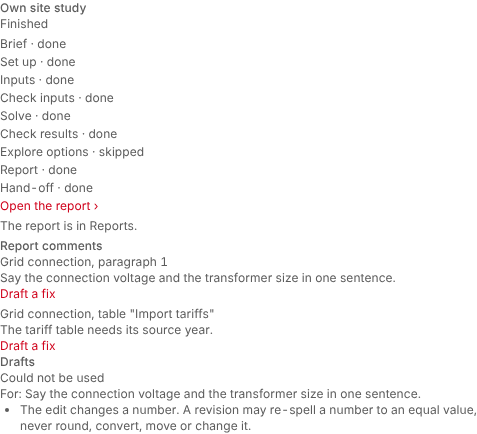 Own site study
Finished
Brief · done
Set up · done
Inputs · done
Check inputs · done
Solve · done
Check results · done
Explore options · skipped
Report · done
Hand-off · done
Open the report ›
The report is in Reports.
Report comments
Grid connection, paragraph 1
Say the connection voltage and the transformer size in one sentence.
Draft a fix
Grid connection, table "Import tariffs"
The tariff table needs its source year.
Draft a fix
Drafts
Could not be used
For: Say the connection voltage and the transformer size in one sentence.
• The edit changes a number. A revision may re-spell a number to an equal value,
never round, convert, move or change it.